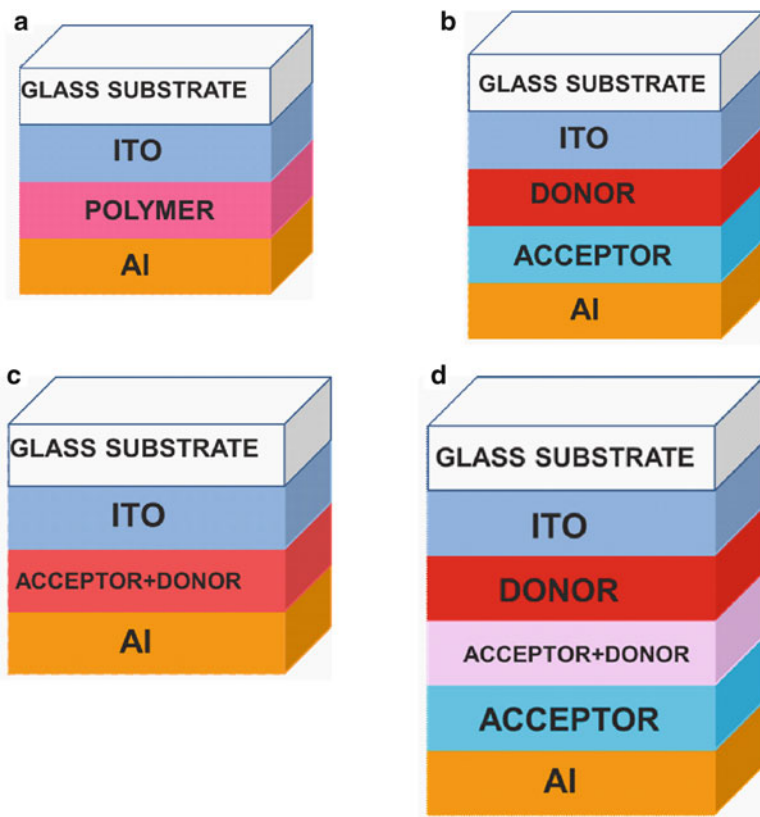 a
GLASS SUBSTRATE
ITO
POLYMER
Al
b
GLASS SUBSTRATE
ITO
DONOR
ACCEPTOR
Al
c
GLASS SUBSTRATE
ITO
ACCEPTOR+DONOR
Al
d
GLASS SUBSTRATE
ITO
DONOR
ACCEPTOR+DONOR
ACCEPTOR
Al